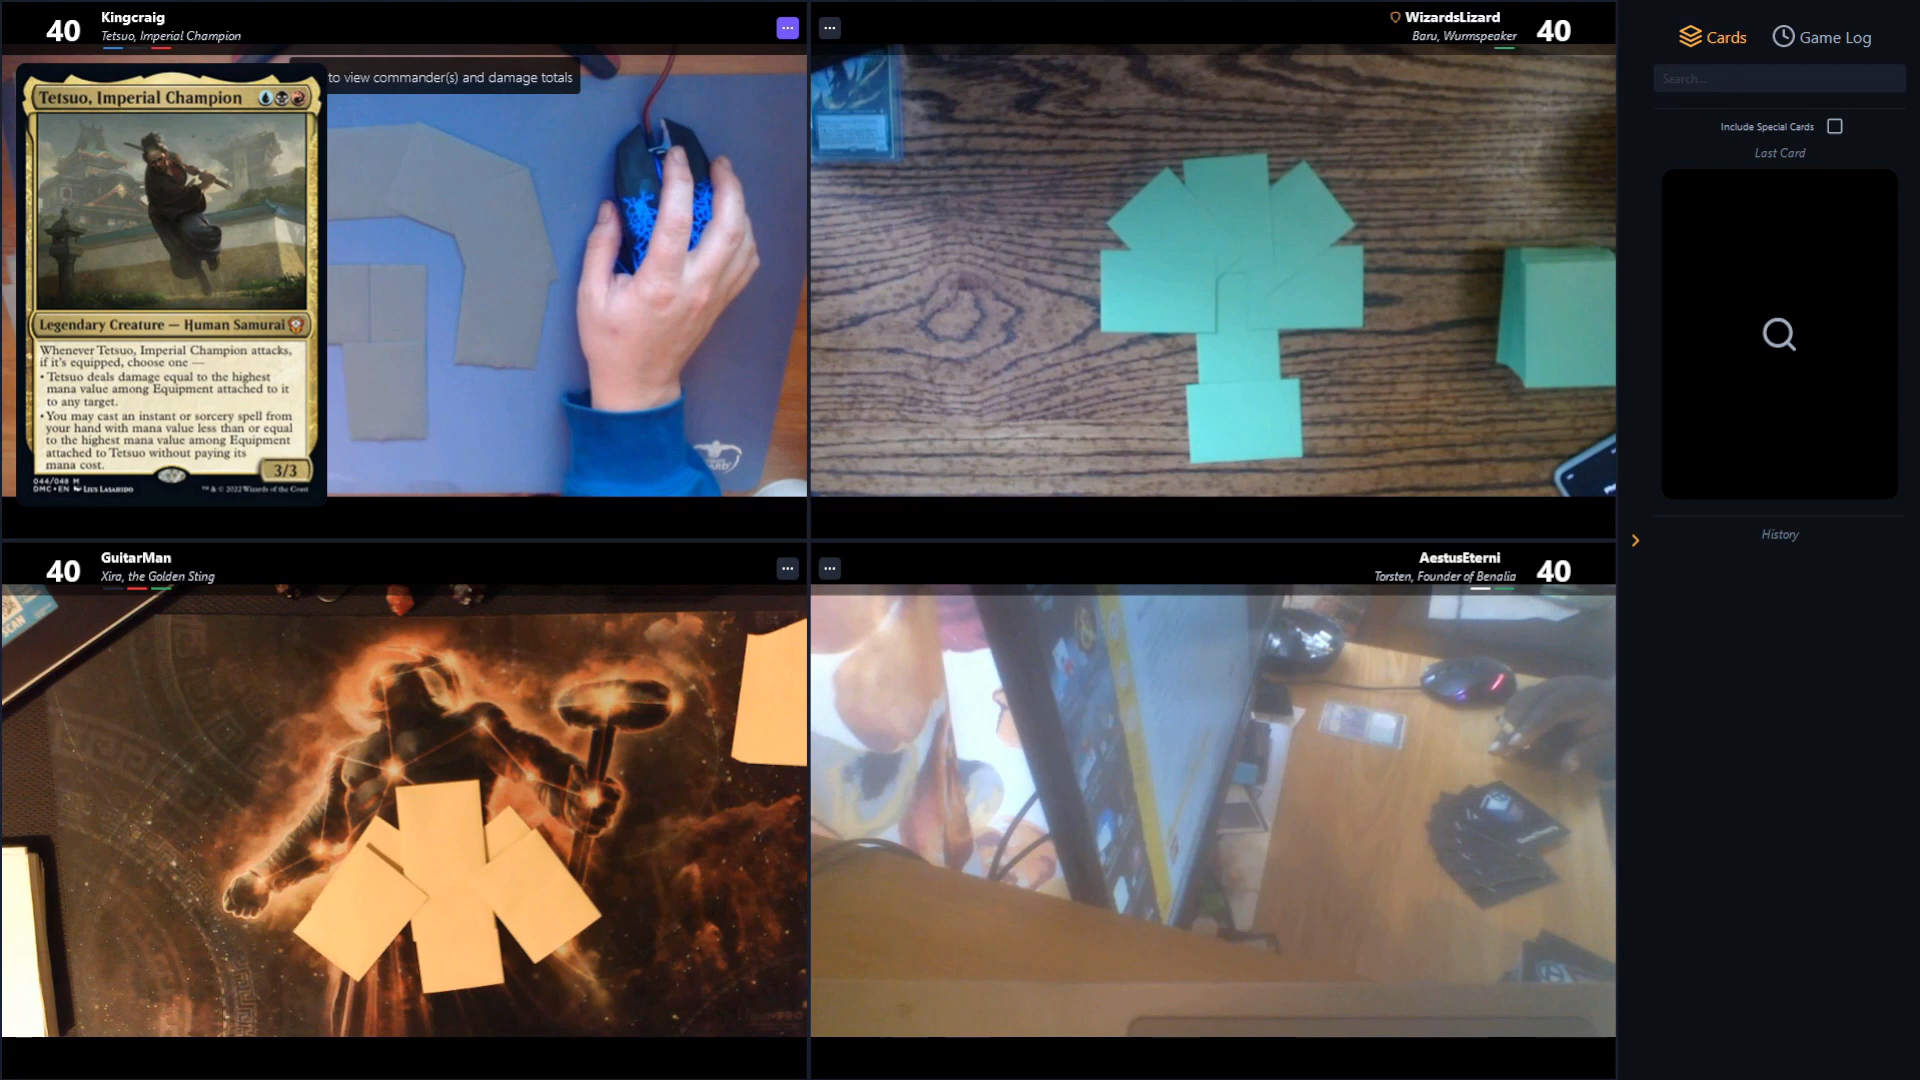 40
Kingcraig
Tetsuo, Imperial Champion
to view commander(s) and damage totals
Tetsuo, Imperial Champion
Legendary Creature — Human Samurai
Whenever Tetsuo, Imperial Champion attacks,
if it's equipped, choose one —
• Tetsuo deals damage equal to the highest
mana value among Equipment attached to it
to any target.
• You may cast an instant or sorcery spell from
your hand with mana value less than or equal
to the highest mana value among Equipment
attached to Tetsuo without paying its
mana cost.
3/3
044/048 M
DMC • EN LIUS LASAHIDO
™ & © 2022 Wizards of the Coast
WizardsLizard
Baru, Wurmspeaker
40
40
GuitarMan
Xira, the Golden Sting
SCAN
AestusEterni
Torsten, Founder of Benalia
40
Cards
Game Log
Search...
Include Special Cards
Last Card
History